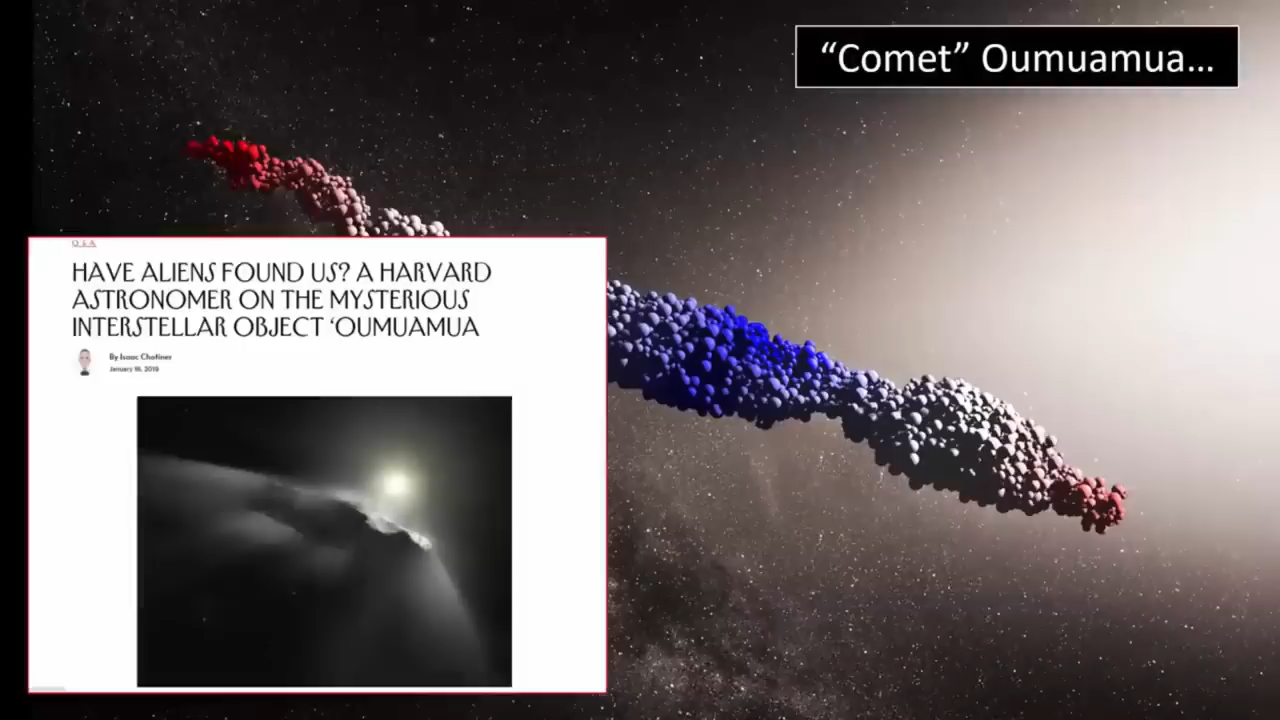 “Comet” Oumuamua...
Q. & A.
HAVE ALIENS FOUND US? A HARVARD
ASTRONOMER ON THE MYSTERIOUS
INTERSTELLAR OBJECT ‘OUMUAMUA
By Isaac Chotiner
January 16, 2019